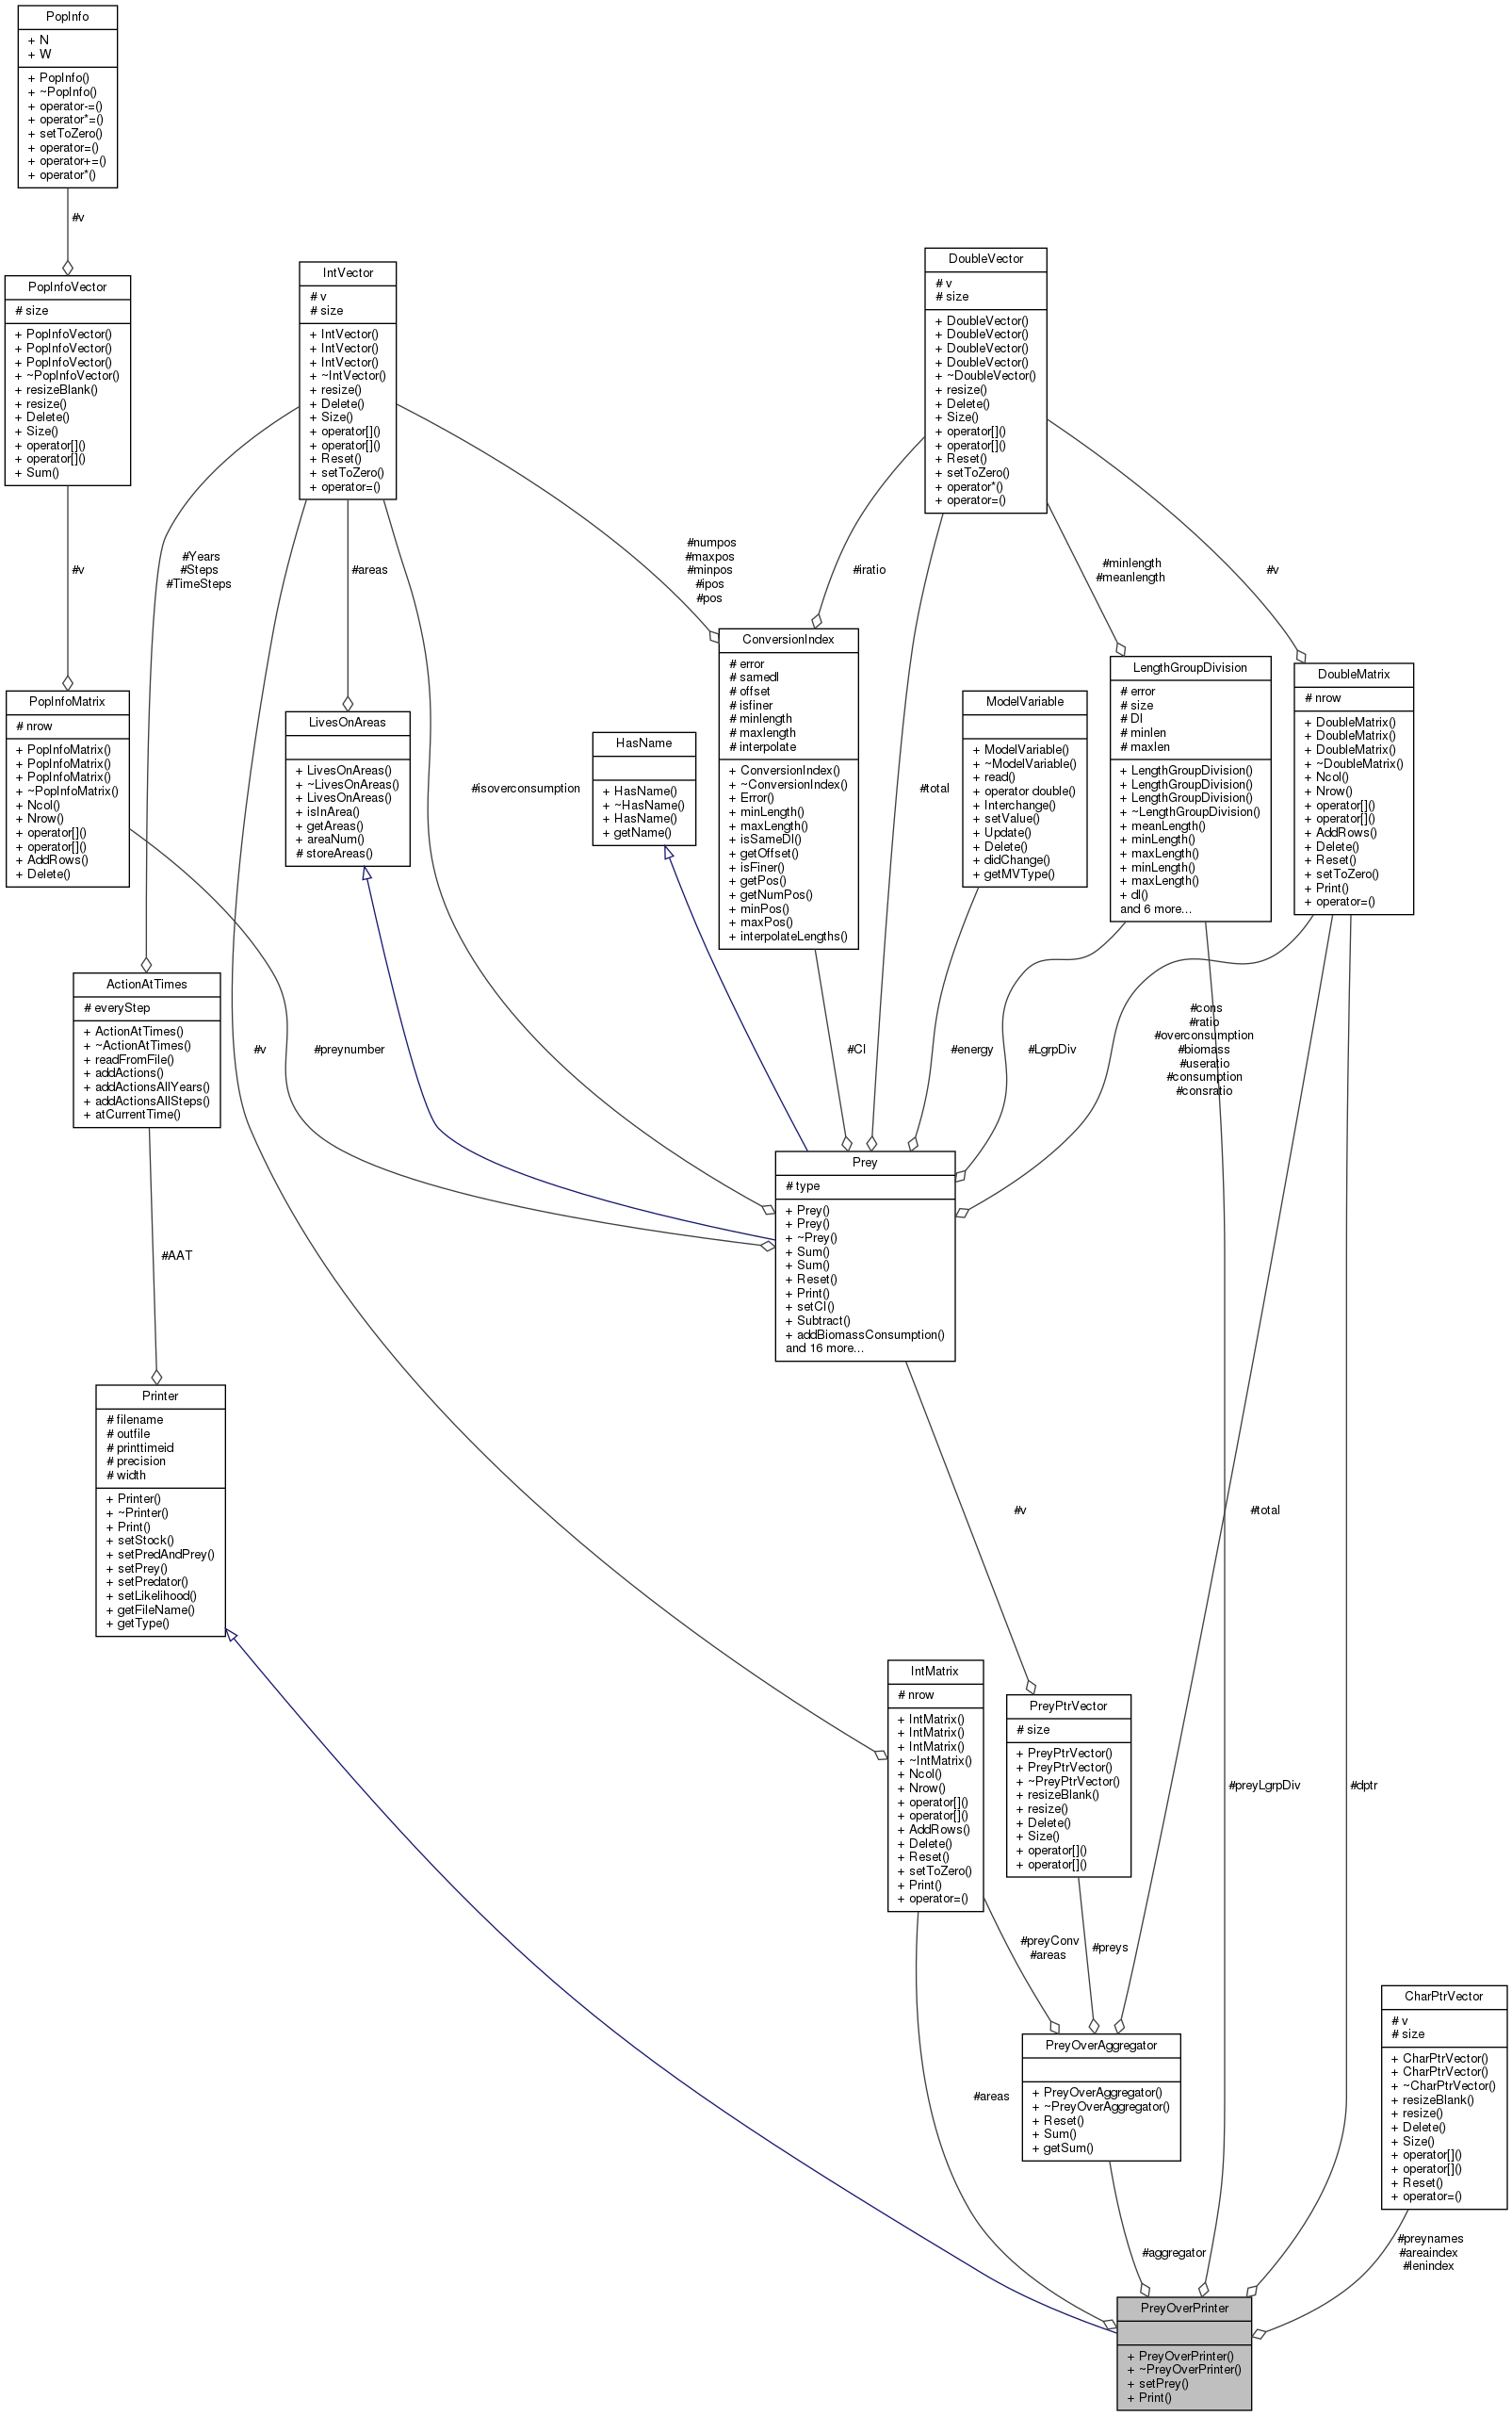 PopInfo
+ N
+ W
+ PopInfo()
+ ~PopInfo()
+ operator-=()
+ operator*=()
+ setToZero()
+ operator=()
+ operator+=()
+ operator*()
#v
PopInfoVector
# size
+ PopInfoVector()
+ PopInfoVector()
+ PopInfoVector()
+ ~PopInfoVector()
+ resizeBlank()
+ resize()
+ Delete()
+ Size()
+ operator[]()
+ operator[]()
+ Sum()
IntVector
# v
# size
+ IntVector()
+ IntVector()
+ IntVector()
+ ~IntVector()
+ resize()
+ Delete()
+ Size()
+ operator[]()
+ operator[]()
+ Reset()
+ setToZero()
+ operator=()
DoubleVector
# v
# size
+ DoubleVector()
+ DoubleVector()
+ DoubleVector()
+ DoubleVector()
+ ~DoubleVector()
+ resize()
+ Delete()
+ Size()
+ operator[]()
+ operator[]()
+ Reset()
+ setToZero()
+ operator*()
+ operator=()
#v
#Years
#Steps
#TimeSteps
#areas
#numpos
#maxpos
#minpos
#ipos
#pos
#iratio
#minlength
#meanlength
#v
PopInfoMatrix
# nrow
+ PopInfoMatrix()
+ PopInfoMatrix()
+ PopInfoMatrix()
+ ~PopInfoMatrix()
+ Ncol()
+ Nrow()
+ operator[]()
+ operator[]()
+ AddRows()
+ Delete()
LivesOnAreas
+ LivesOnAreas()
+ ~LivesOnAreas()
+ LivesOnAreas()
+ isInArea()
+ getAreas()
+ areaNum()
# storeAreas()
#isoverconsumption
HasName
+ HasName()
+ ~HasName()
+ HasName()
+ getName()
ConversionIndex
# error
# samedl
# offset
# isfiner
# minlength
# maxlength
# interpolate
+ ConversionIndex()
+ ~ConversionIndex()
+ Error()
+ minLength()
+ maxLength()
+ isSameDl()
+ getOffset()
+ isFiner()
+ getPos()
+ getNumPos()
+ minPos()
+ maxPos()
+ interpolateLengths()
#total
ModelVariable
+ ModelVariable()
+ ~ModelVariable()
+ read()
+ operator double()
+ Interchange()
+ setValue()
+ Update()
+ Delete()
+ didChange()
+ getMVType()
LengthGroupDivision
# error
# size
# Dl
# minlen
# maxlen
+ LengthGroupDivision()
+ LengthGroupDivision()
+ LengthGroupDivision()
+ ~LengthGroupDivision()
+ meanLength()
+ minLength()
+ maxLength()
+ minLength()
+ maxLength()
+ dl()
and 6 more...
DoubleMatrix
# nrow
+ DoubleMatrix()
+ DoubleMatrix()
+ DoubleMatrix()
+ ~DoubleMatrix()
+ Ncol()
+ Nrow()
+ operator[]()
+ operator[]()
+ AddRows()
+ Delete()
+ Reset()
+ setToZero()
+ Print()
+ operator=()
ActionAtTimes
# everyStep
+ ActionAtTimes()
+ ~ActionAtTimes()
+ readFromFile()
+ addActions()
+ addActionsAllYears()
+ addActionsAllSteps()
+ atCurrentTime()
#v
#preynumber
#CI
#energy
#LgrpDiv
#cons
#ratio
#overconsumption
#biomass
#useratio
#consumption
#consratio
Prey
# type
+ Prey()
+ Prey()
+ ~Prey()
+ Sum()
+ Sum()
+ Reset()
+ Print()
+ setCI()
+ Subtract()
+ addBiomassConsumption()
and 16 more...
#AAT
Printer
# filename
# outfile
# printtimeid
# precision
# width
+ Printer()
+ ~Printer()
+ Print()
+ setStock()
+ setPredAndPrey()
+ setPrey()
+ setPredator()
+ setLikelihood()
+ getFileName()
+ getType()
#v
#total
IntMatrix
# nrow
+ IntMatrix()
+ IntMatrix()
+ IntMatrix()
+ ~IntMatrix()
+ Ncol()
+ Nrow()
+ operator[]()
+ operator[]()
+ AddRows()
+ Delete()
+ Reset()
+ setToZero()
+ Print()
+ operator=()
PreyPtrVector
# size
+ PreyPtrVector()
+ PreyPtrVector()
+ ~PreyPtrVector()
+ resizeBlank()
+ resize()
+ Delete()
+ Size()
+ operator[]()
+ operator[]()
#preyLgrpDiv
#dptr
#preyConv
#areas
#preys
PreyOverAggregator
+ PreyOverAggregator()
+ ~PreyOverAggregator()
+ Reset()
+ Sum()
+ getSum()
#areas
CharPtrVector
# v
# size
+ CharPtrVector()
+ CharPtrVector()
+ ~CharPtrVector()
+ resizeBlank()
+ resize()
+ Delete()
+ Size()
+ operator[]()
+ operator[]()
+ Reset()
+ operator=()
#aggregator
#preynames
#areaindex
#lenindex
PreyOverPrinter
+ PreyOverPrinter()
+ ~PreyOverPrinter()
+ setPrey()
+ Print()